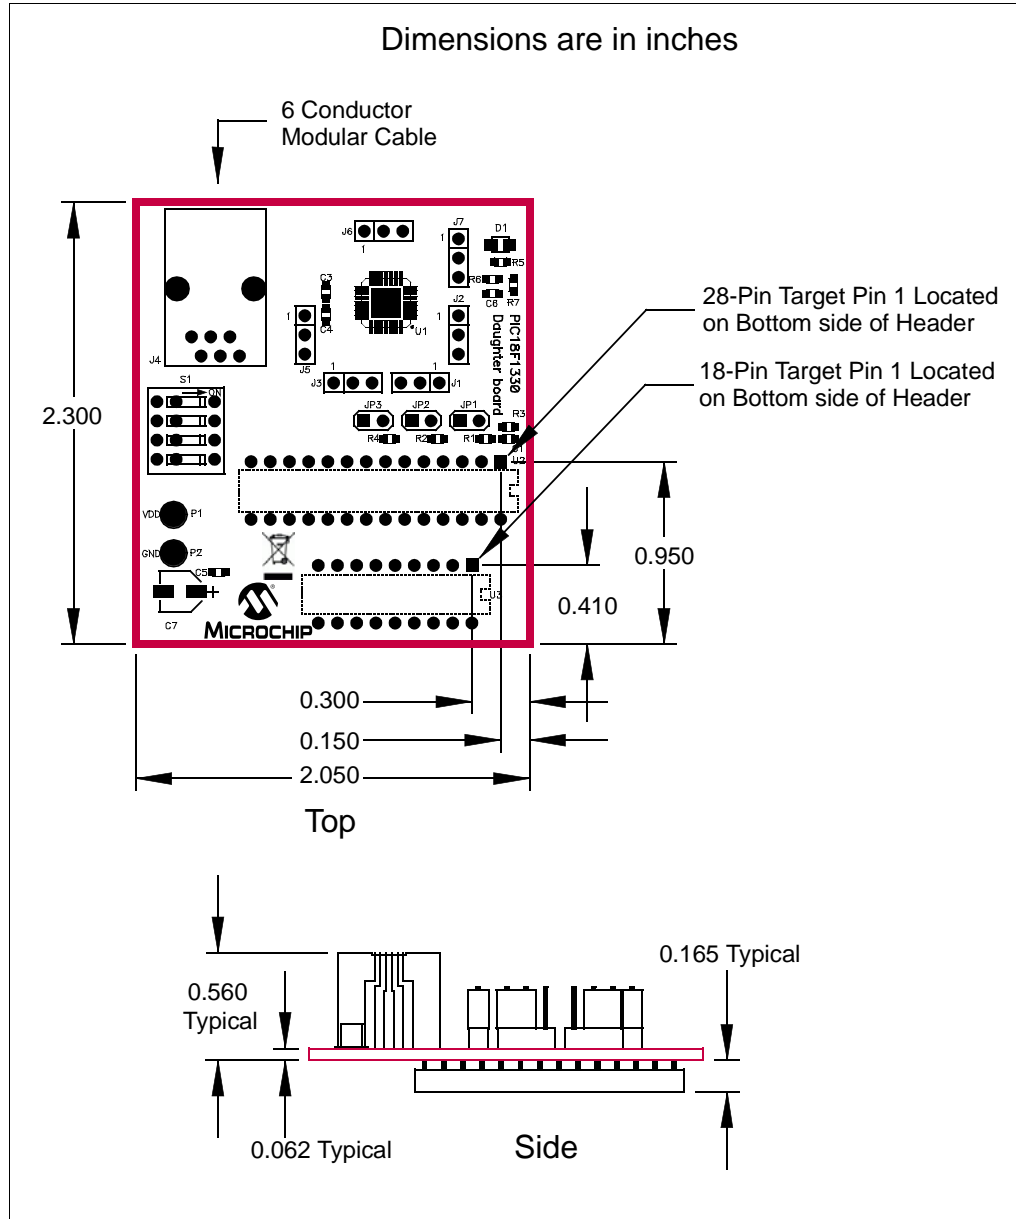 Dimensions are in inches
6 Conductor
Modular Cable
J6
1
J7
1
D1
R5
R6
C6
R7
C3
C4
U1
J2
1
1
J5
J4
PIC18F1330
Daughter board
J3
1
1
J1
S1
ON
JP3
JP2
JP1
R4
R2
R1
R3
U2
28-Pin Target Pin 1 Located
on Bottom side of Header
18-Pin Target Pin 1 Located
on Bottom side of Header
2.300
VDD
P1
GND
P2
C5
C7
+
MICROCHIP
®
U3
0.950
0.410
0.300
0.150
2.050
Top
0.560
Typical
0.165 Typical
0.062 Typical
Side